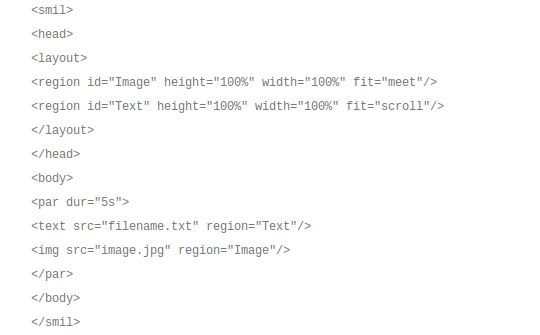 <smil>
<head>
<layout>
<region id="Image" height="100%" width="100%" fit="meet"/>
<region id="Text" height="100%" width="100%" fit="scroll"/>
</layout>
</head>
<body>
<par dur="5s">
<text src="filename.txt" region="Text"/>
<img src="image.jpg" region="Image"/>
</par>
</body>
</smil>